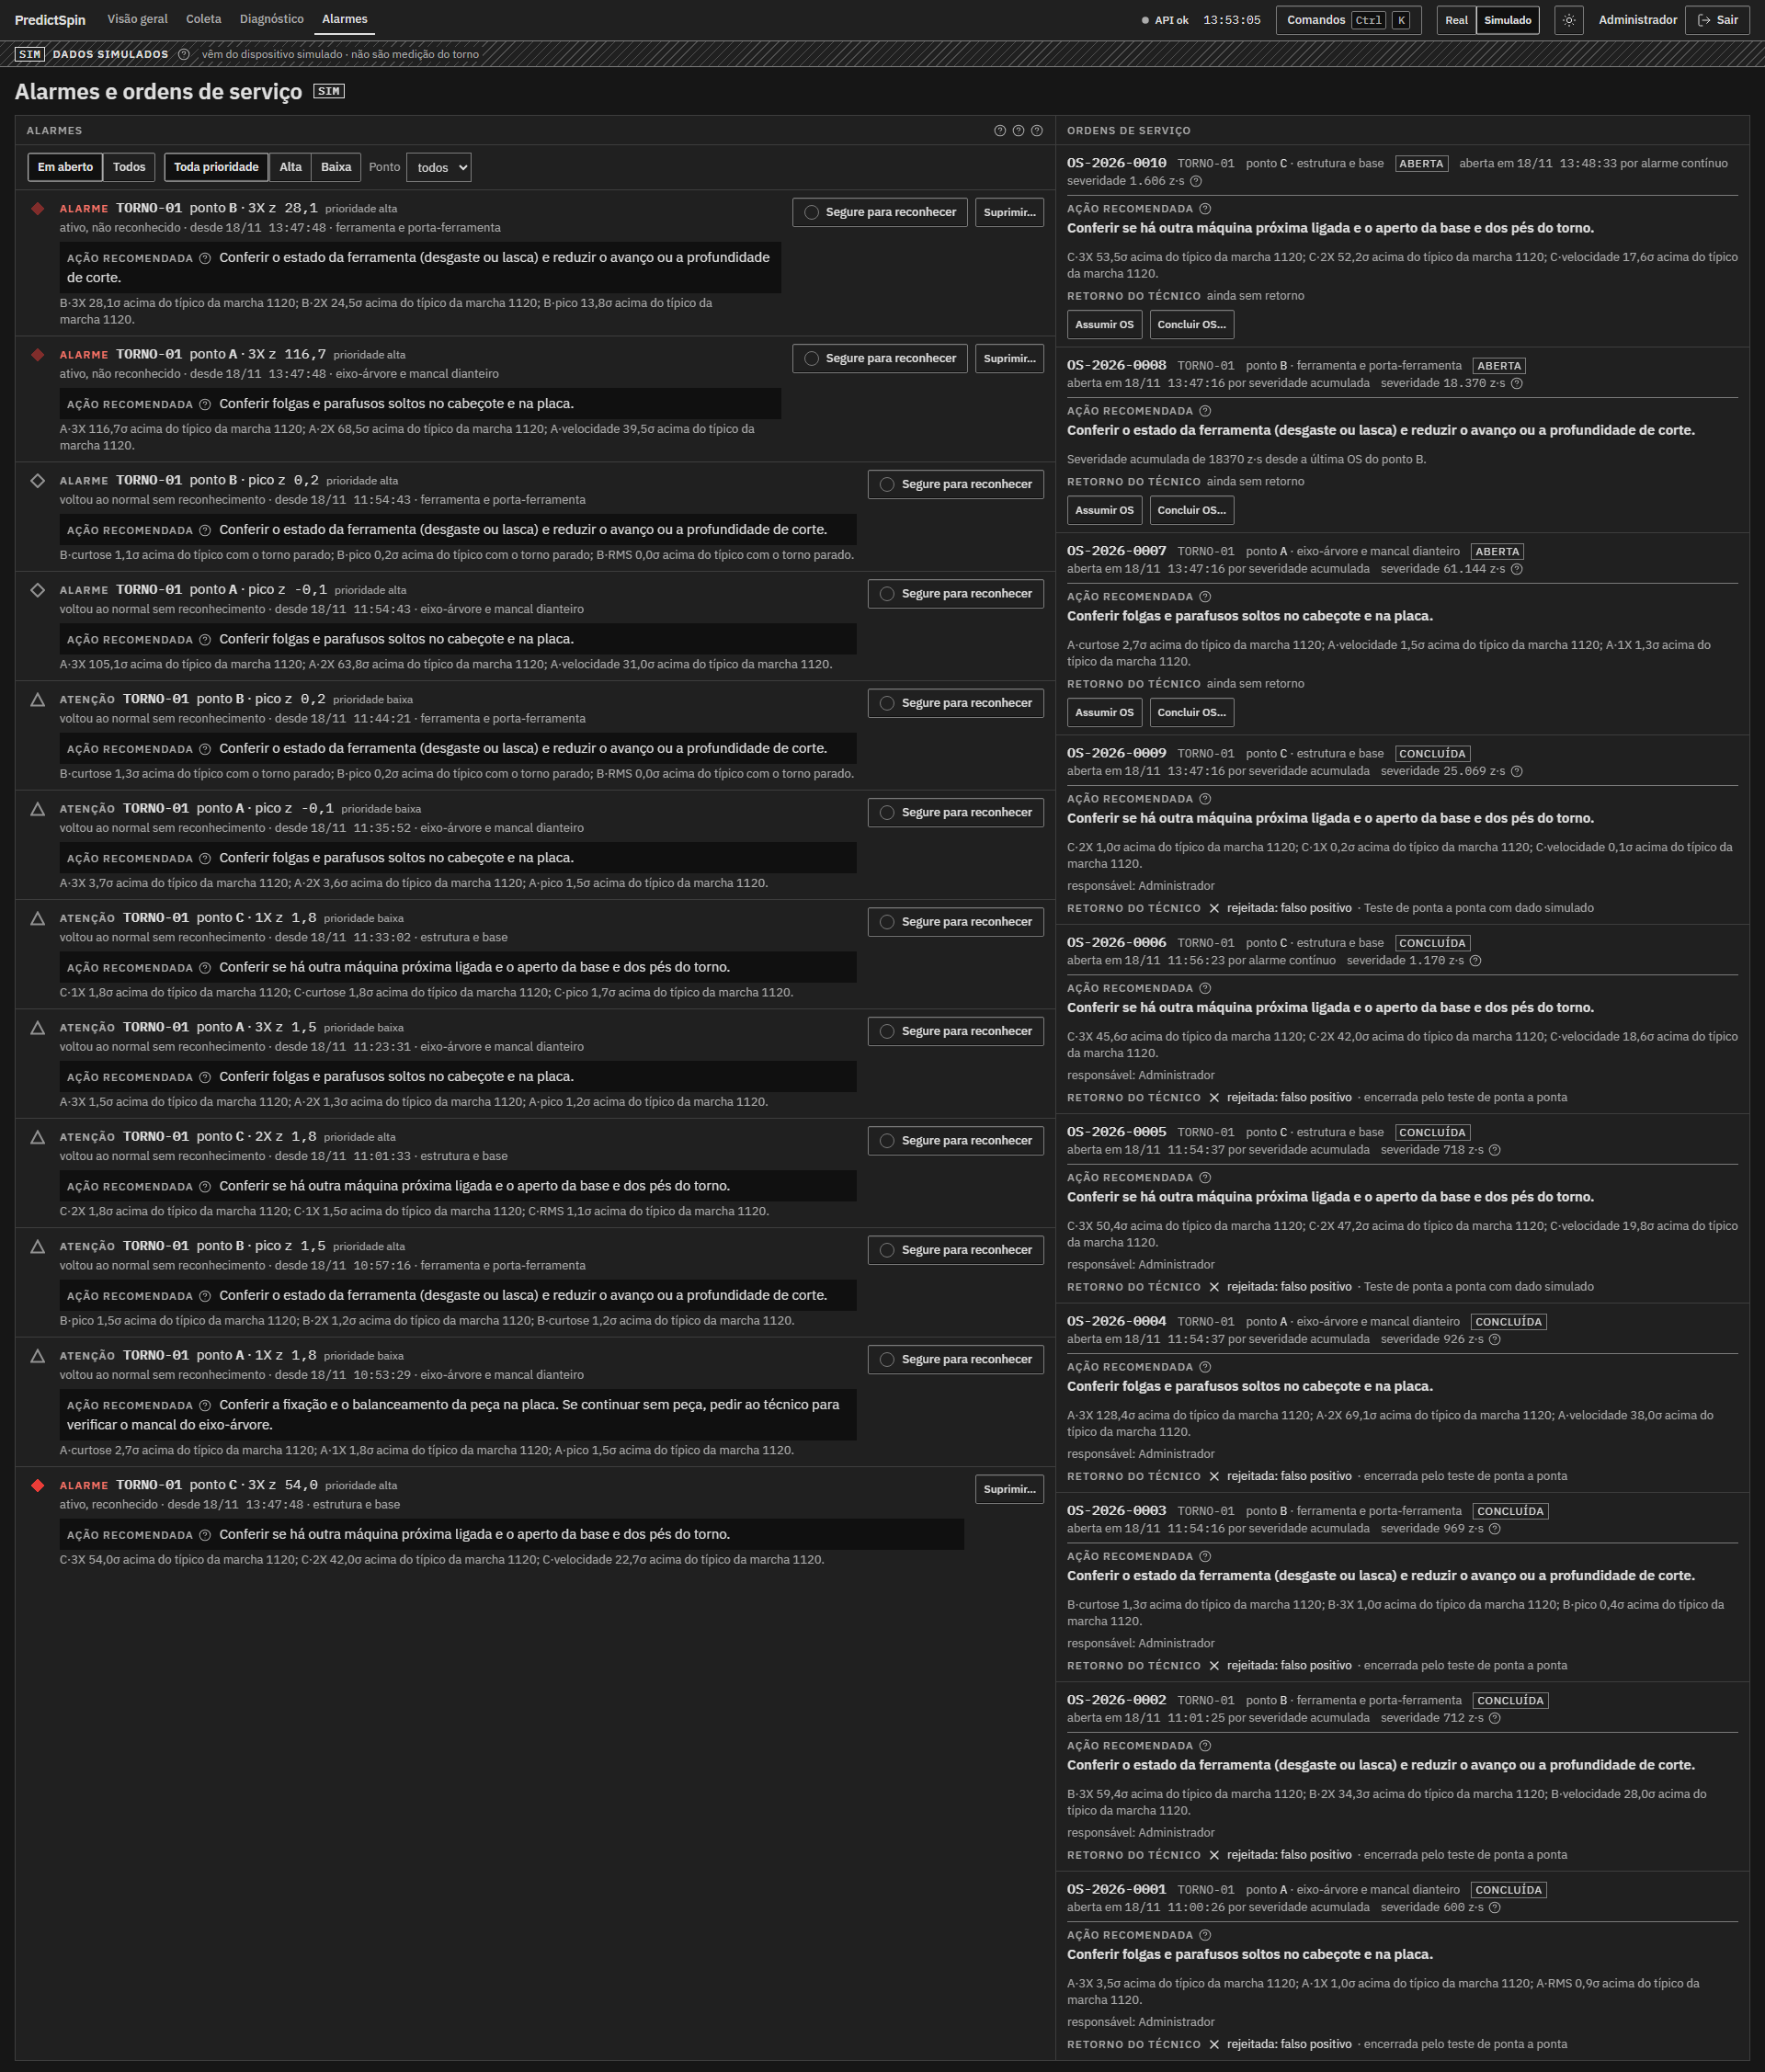 PredictSpin Visão geral Coleta Diagnóstico Alarmes API ok 13:53:05 Comandos Ctrl K Real Simulado Administrador Sair
SIM DADOS SIMULADOS vêm do dispositivo simulado · não são medição do torno
Alarmes e ordens de serviço SIM
ALARMES
Em aberto Todos Toda prioridade Alta Baixa Ponto todos
ALARME TORNO-01 ponto B · 3X z 28,1 prioridade alta
Segure para reconhecer Suprimir...
ativo, não reconhecido · desde 18/11 13:47:48 · ferramenta e porta-ferramenta
AÇÃO RECOMENDADA Conferir o estado da ferramenta (desgaste ou lasca) e reduzir o avanço ou a profundidade
de corte.
B·3X 28,1σ acima do típico da marcha 1120; B·2X 24,5σ acima do típico da marcha 1120; B·pico 13,8σ acima do típico da
marcha 1120.
ALARME TORNO-01 ponto A · 3X z 116,7 prioridade alta
Segure para reconhecer Suprimir...
ativo, não reconhecido · desde 18/11 13:47:48 · eixo-árvore e mancal dianteiro
AÇÃO RECOMENDADA Conferir folgas e parafusos soltos no cabeçote e na placa.
A·3X 116,7σ acima do típico da marcha 1120; A·2X 68,5σ acima do típico da marcha 1120; A·velocidade 39,5σ acima do típico da
marcha 1120.
ALARME TORNO-01 ponto B · pico z 0,2 prioridade alta
Segure para reconhecer
voltou ao normal sem reconhecimento · desde 18/11 11:54:43 · ferramenta e porta-ferramenta
AÇÃO RECOMENDADA Conferir o estado da ferramenta (desgaste ou lasca) e reduzir o avanço ou a profundidade de corte.
B·curtose 1,1σ acima do típico com o torno parado; B·pico 0,2σ acima do típico com o torno parado; B·RMS 0,0σ acima do típico com o torno parado.
ALARME TORNO-01 ponto A · pico z -0,1 prioridade alta
Segure para reconhecer
voltou ao normal sem reconhecimento · desde 18/11 11:54:43 · eixo-árvore e mancal dianteiro
AÇÃO RECOMENDADA Conferir folgas e parafusos soltos no cabeçote e na placa.
A·3X 105,1σ acima do típico da marcha 1120; A·2X 63,8σ acima do típico da marcha 1120; A·velocidade 31,0σ acima do típico da marcha 1120.
ATENÇÃO TORNO-01 ponto B · pico z 0,2 prioridade baixa
Segure para reconhecer
voltou ao normal sem reconhecimento · desde 18/11 11:44:21 · ferramenta e porta-ferramenta
AÇÃO RECOMENDADA Conferir o estado da ferramenta (desgaste ou lasca) e reduzir o avanço ou a profundidade de corte.
B·curtose 1,3σ acima do típico com o torno parado; B·pico 0,2σ acima do típico com o torno parado; B·RMS 0,0σ acima do típico com o torno parado.
ATENÇÃO TORNO-01 ponto A · pico z -0,1 prioridade baixa
Segure para reconhecer
voltou ao normal sem reconhecimento · desde 18/11 11:35:52 · eixo-árvore e mancal dianteiro
AÇÃO RECOMENDADA Conferir folgas e parafusos soltos no cabeçote e na placa.
A·3X 3,7σ acima do típico da marcha 1120; A·2X 3,6σ acima do típico da marcha 1120; A·pico 1,5σ acima do típico da marcha 1120.
ATENÇÃO TORNO-01 ponto C · 1X z 1,8 prioridade baixa
Segure para reconhecer
voltou ao normal sem reconhecimento · desde 18/11 11:33:02 · estrutura e base
AÇÃO RECOMENDADA Conferir se há outra máquina próxima ligada e o aperto da base e dos pés do torno.
C·1X 1,8σ acima do típico da marcha 1120; C·curtose 1,8σ acima do típico da marcha 1120; C·pico 1,7σ acima do típico da marcha 1120.
ATENÇÃO TORNO-01 ponto A · 3X z 1,5 prioridade baixa
Segure para reconhecer
voltou ao normal sem reconhecimento · desde 18/11 11:23:31 · eixo-árvore e mancal dianteiro
AÇÃO RECOMENDADA Conferir folgas e parafusos soltos no cabeçote e na placa.
A·3X 1,5σ acima do típico da marcha 1120; A·2X 1,3σ acima do típico da marcha 1120; A·pico 1,2σ acima do típico da marcha 1120.
ATENÇÃO TORNO-01 ponto C · 2X z 1,8 prioridade alta
Segure para reconhecer
voltou ao normal sem reconhecimento · desde 18/11 11:01:33 · estrutura e base
AÇÃO RECOMENDADA Conferir se há outra máquina próxima ligada e o aperto da base e dos pés do torno.
C·2X 1,8σ acima do típico da marcha 1120; C·1X 1,5σ acima do típico da marcha 1120; C·RMS 1,1σ acima do típico da marcha 1120.
ATENÇÃO TORNO-01 ponto B · pico z 1,5 prioridade alta
Segure para reconhecer
voltou ao normal sem reconhecimento · desde 18/11 10:57:16 · ferramenta e porta-ferramenta
AÇÃO RECOMENDADA Conferir o estado da ferramenta (desgaste ou lasca) e reduzir o avanço ou a profundidade de corte.
B·pico 1,5σ acima do típico da marcha 1120; B·2X 1,2σ acima do típico da marcha 1120; B·curtose 1,2σ acima do típico da marcha 1120.
ATENÇÃO TORNO-01 ponto A · 1X z 1,8 prioridade baixa
Segure para reconhecer
voltou ao normal sem reconhecimento · desde 18/11 10:53:29 · eixo-árvore e mancal dianteiro
AÇÃO RECOMENDADA Conferir a fixação e o balanceamento da peça na placa. Se continuar sem peça, pedir ao técnico para
verificar o mancal do eixo-árvore.
A·curtose 2,7σ acima do típico da marcha 1120; A·1X 1,8σ acima do típico da marcha 1120; A·pico 1,5σ acima do típico da marcha 1120.
ALARME TORNO-01 ponto C · 3X z 54,0 prioridade alta
Suprimir...
ativo, reconhecido · desde 18/11 13:47:48 · estrutura e base
AÇÃO RECOMENDADA Conferir se há outra máquina próxima ligada e o aperto da base e dos pés do torno.
C·3X 54,0σ acima do típico da marcha 1120; C·2X 42,0σ acima do típico da marcha 1120; C·velocidade 22,7σ acima do típico da marcha 1120.
ORDENS DE SERVIÇO
OS-2026-0010 TORNO-01 ponto C · estrutura e base ABERTA aberta em 18/11 13:48:33 por alarme contínuo
severidade 1.606 z·s
AÇÃO RECOMENDADA
Conferir se há outra máquina próxima ligada e o aperto da base e dos pés do torno.
C·3X 53,5σ acima do típico da marcha 1120; C·2X 52,2σ acima do típico da marcha 1120; C·velocidade 17,6σ acima do típico
da marcha 1120.
RETORNO DO TÉCNICO ainda sem retorno
Assumir OS Concluir OS...
OS-2026-0008 TORNO-01 ponto B · ferramenta e porta-ferramenta ABERTA
aberta em 18/11 13:47:16 por severidade acumulada severidade 18.370 z·s
AÇÃO RECOMENDADA
Conferir o estado da ferramenta (desgaste ou lasca) e reduzir o avanço ou a profundidade de corte.
Severidade acumulada de 18370 z·s desde a última OS do ponto B.
RETORNO DO TÉCNICO ainda sem retorno
Assumir OS Concluir OS...
OS-2026-0007 TORNO-01 ponto A · eixo-árvore e mancal dianteiro ABERTA
aberta em 18/11 13:47:16 por severidade acumulada severidade 61.144 z·s
AÇÃO RECOMENDADA
Conferir folgas e parafusos soltos no cabeçote e na placa.
A·curtose 2,7σ acima do típico da marcha 1120; A·velocidade 1,5σ acima do típico da marcha 1120; A·1X 1,3σ acima do
típico da marcha 1120.
RETORNO DO TÉCNICO ainda sem retorno
Assumir OS Concluir OS...
OS-2026-0009 TORNO-01 ponto C · estrutura e base CONCLUÍDA
aberta em 18/11 13:47:16 por severidade acumulada severidade 25.069 z·s
AÇÃO RECOMENDADA
Conferir se há outra máquina próxima ligada e o aperto da base e dos pés do torno.
C·2X 1,0σ acima do típico da marcha 1120; C·1X 0,2σ acima do típico da marcha 1120; C·velocidade 0,1σ acima do típico da
marcha 1120.
responsável: Administrador
RETORNO DO TÉCNICO rejeitada: falso positivo · Teste de ponta a ponta com dado simulado
OS-2026-0006 TORNO-01 ponto C · estrutura e base CONCLUÍDA
aberta em 18/11 11:56:23 por alarme contínuo severidade 1.170 z·s
AÇÃO RECOMENDADA
Conferir se há outra máquina próxima ligada e o aperto da base e dos pés do torno.
C·3X 45,6σ acima do típico da marcha 1120; C·2X 42,0σ acima do típico da marcha 1120; C·velocidade 18,6σ acima do típico
da marcha 1120.
responsável: Administrador
RETORNO DO TÉCNICO rejeitada: falso positivo · encerrada pelo teste de ponta a ponta
OS-2026-0005 TORNO-01 ponto C · estrutura e base CONCLUÍDA
aberta em 18/11 11:54:37 por severidade acumulada severidade 718 z·s
AÇÃO RECOMENDADA
Conferir se há outra máquina próxima ligada e o aperto da base e dos pés do torno.
C·3X 50,4σ acima do típico da marcha 1120; C·2X 47,2σ acima do típico da marcha 1120; C·velocidade 19,8σ acima do típico
da marcha 1120.
responsável: Administrador
RETORNO DO TÉCNICO rejeitada: falso positivo · Teste de ponta a ponta com dado simulado
OS-2026-0004 TORNO-01 ponto A · eixo-árvore e mancal dianteiro CONCLUÍDA
aberta em 18/11 11:54:37 por severidade acumulada severidade 926 z·s
AÇÃO RECOMENDADA
Conferir folgas e parafusos soltos no cabeçote e na placa.
A·3X 128,4σ acima do típico da marcha 1120; A·2X 69,1σ acima do típico da marcha 1120; A·velocidade 38,0σ acima do
típico da marcha 1120.
responsável: Administrador
RETORNO DO TÉCNICO rejeitada: falso positivo · encerrada pelo teste de ponta a ponta
OS-2026-0003 TORNO-01 ponto B · ferramenta e porta-ferramenta CONCLUÍDA
aberta em 18/11 11:54:16 por severidade acumulada severidade 969 z·s
AÇÃO RECOMENDADA
Conferir o estado da ferramenta (desgaste ou lasca) e reduzir o avanço ou a profundidade de corte.
B·curtose 1,3σ acima do típico da marcha 1120; B·3X 1,0σ acima do típico da marcha 1120; B·pico 0,4σ acima do típico da
marcha 1120.
responsável: Administrador
RETORNO DO TÉCNICO rejeitada: falso positivo · encerrada pelo teste de ponta a ponta
OS-2026-0002 TORNO-01 ponto B · ferramenta e porta-ferramenta CONCLUÍDA
aberta em 18/11 11:01:25 por severidade acumulada severidade 712 z·s
AÇÃO RECOMENDADA
Conferir o estado da ferramenta (desgaste ou lasca) e reduzir o avanço ou a profundidade de corte.
B·3X 59,4σ acima do típico da marcha 1120; B·2X 34,3σ acima do típico da marcha 1120; B·velocidade 28,0σ acima do
típico da marcha 1120.
responsável: Administrador
RETORNO DO TÉCNICO rejeitada: falso positivo · encerrada pelo teste de ponta a ponta
OS-2026-0001 TORNO-01 ponto A · eixo-árvore e mancal dianteiro CONCLUÍDA
aberta em 18/11 11:00:26 por severidade acumulada severidade 600 z·s
AÇÃO RECOMENDADA
Conferir folgas e parafusos soltos no cabeçote e na placa.
A·3X 3,5σ acima do típico da marcha 1120; A·1X 1,0σ acima do típico da marcha 1120; A·RMS 0,9σ acima do típico da
marcha 1120.
responsável: Administrador
RETORNO DO TÉCNICO rejeitada: falso positivo · encerrada pelo teste de ponta a ponta